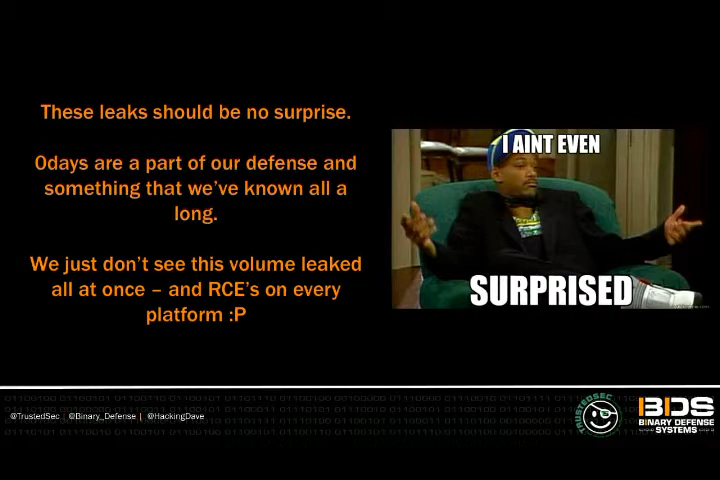 These leaks should be no surprise.
0days are a part of our defense and
something that we've known all a
long.
We just don't see this volume leaked
all at once – and RCE's on every
platform :P
I AINT EVEN
SURPRISED
@TrustedSec | @Binary_Defense | @HackingDave
TRUSTEDSEC
BDS
BINARY DEFENSE
SYSTEMS